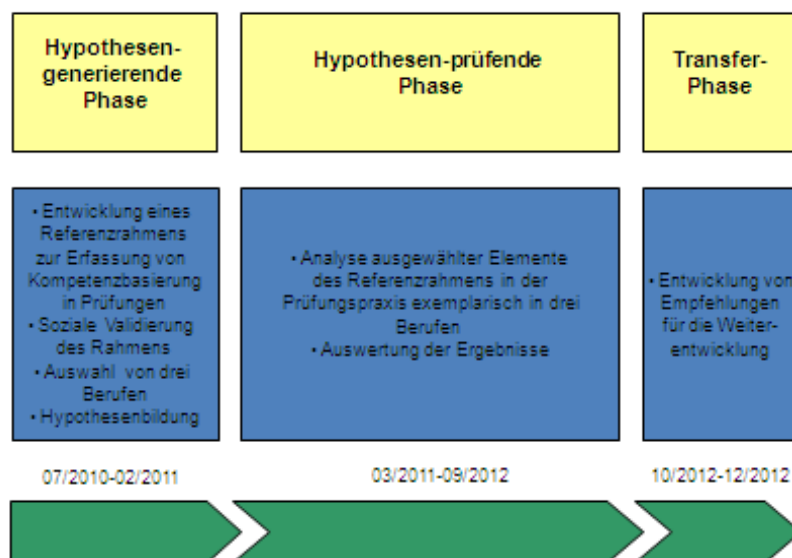 Hypothesen-
generierende
Phase
Hypothesen-prüfende
Phase
Transfer-
Phase
• Entwicklung eines
Referenzrahmens
zur Erfassung von
Kompetenzbasierung
in Prüfungen
• Soziale Validierung
des Rahmens
• Auswahl von drei
Berufen
• Hypothesenbildung
• Analyse ausgewählter Elemente
des Referenzrahmens in der
Prüfungspraxis exemplarisch in drei
Berufen
• Auswertung der Ergebnisse
• Entwicklung von
Empfehlungen
für die Weiter-
entwicklung
07/2010-02/2011
03/2011-09/2012
10/2012-12/2012